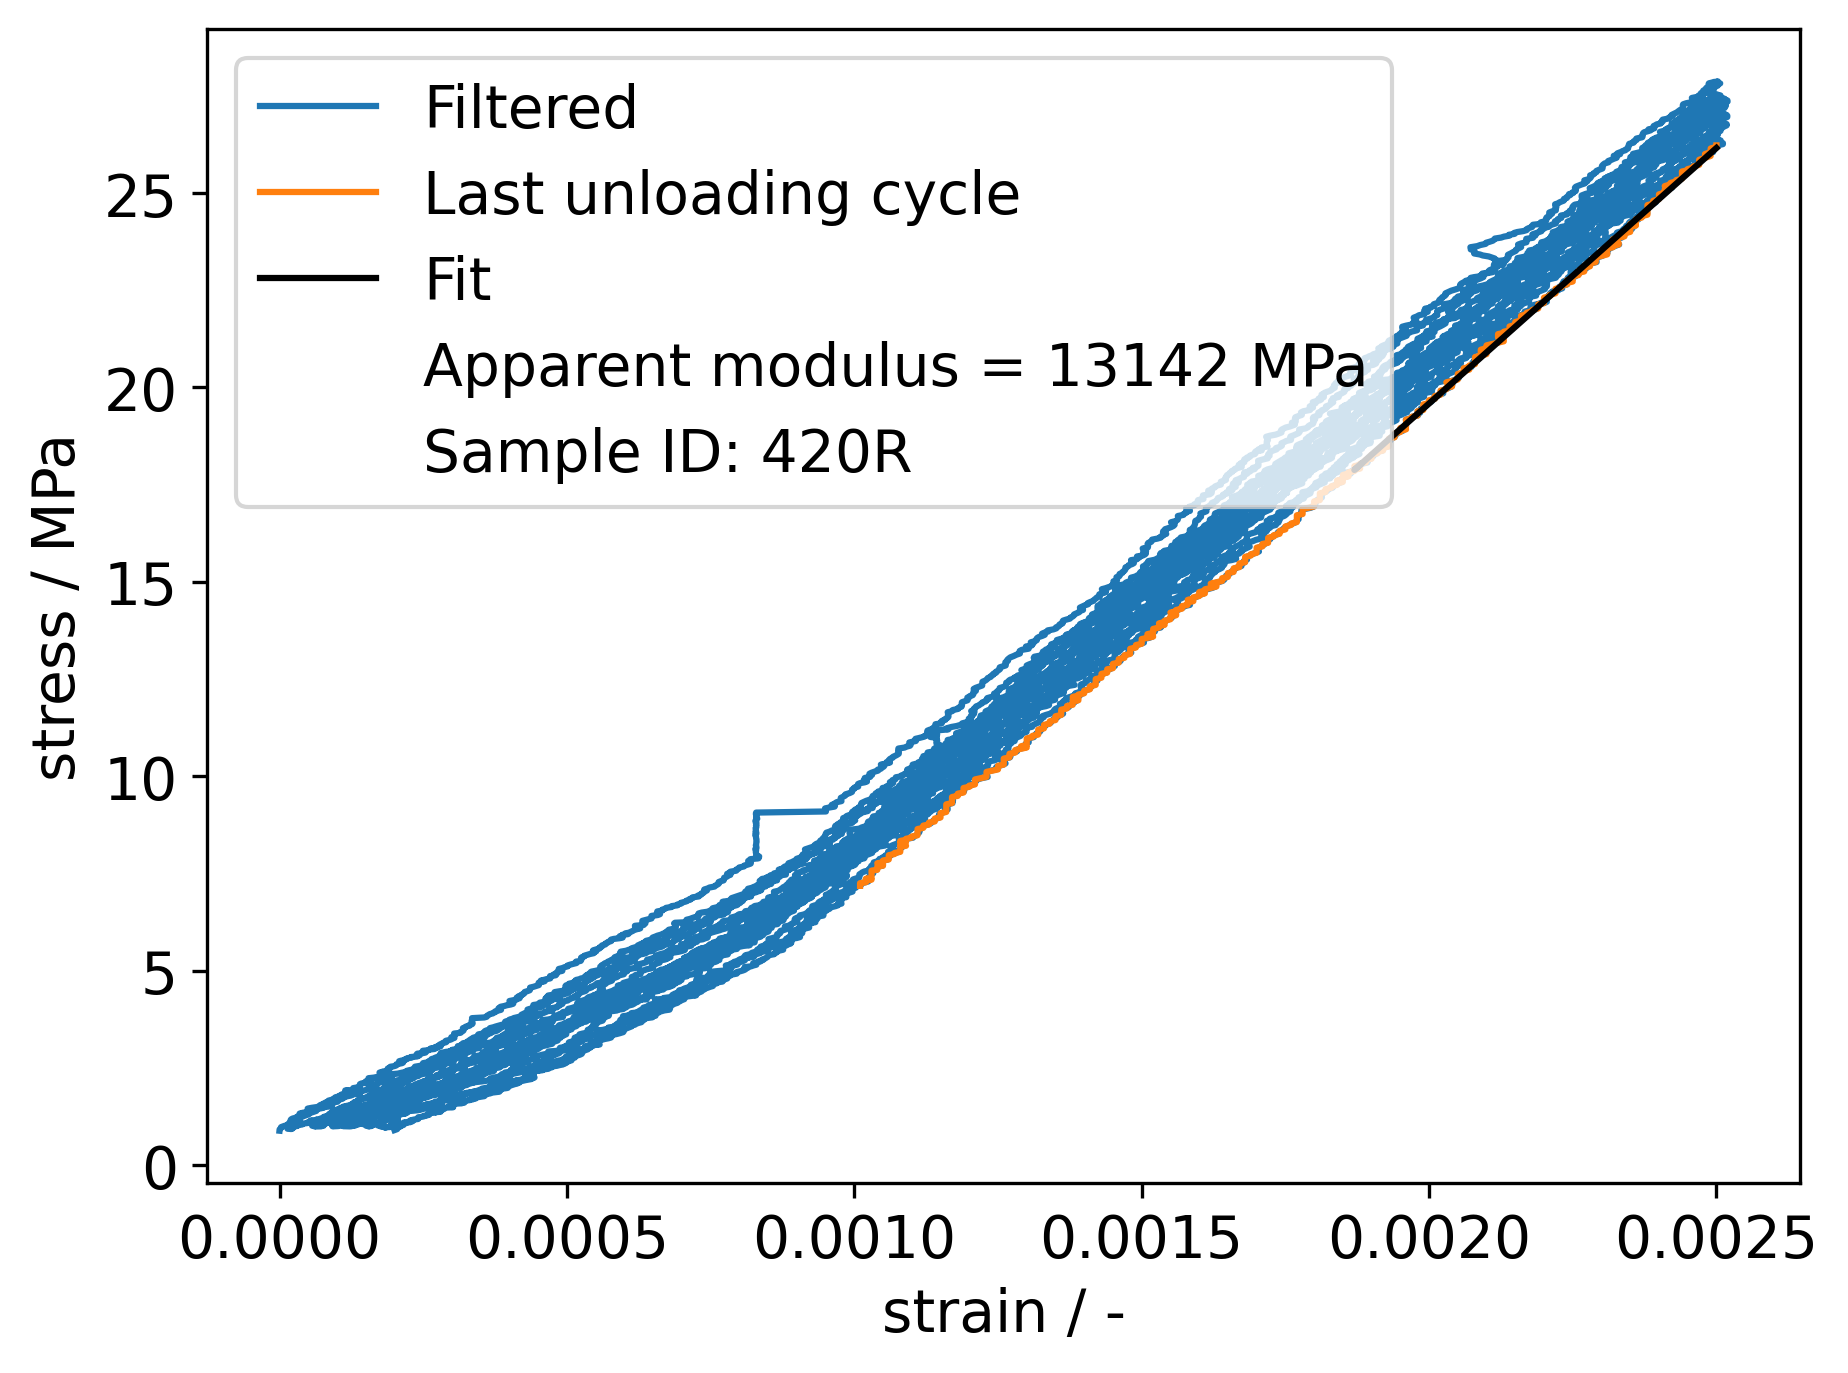 Filtered
Last unloading cycle
Fit
Apparent modulus = 13142 MPa
Sample ID: 420R
25
20
15
10
5
0
stress / MPa
0.0000 0.0005 0.0010 0.0015 0.0020 0.0025
strain / -